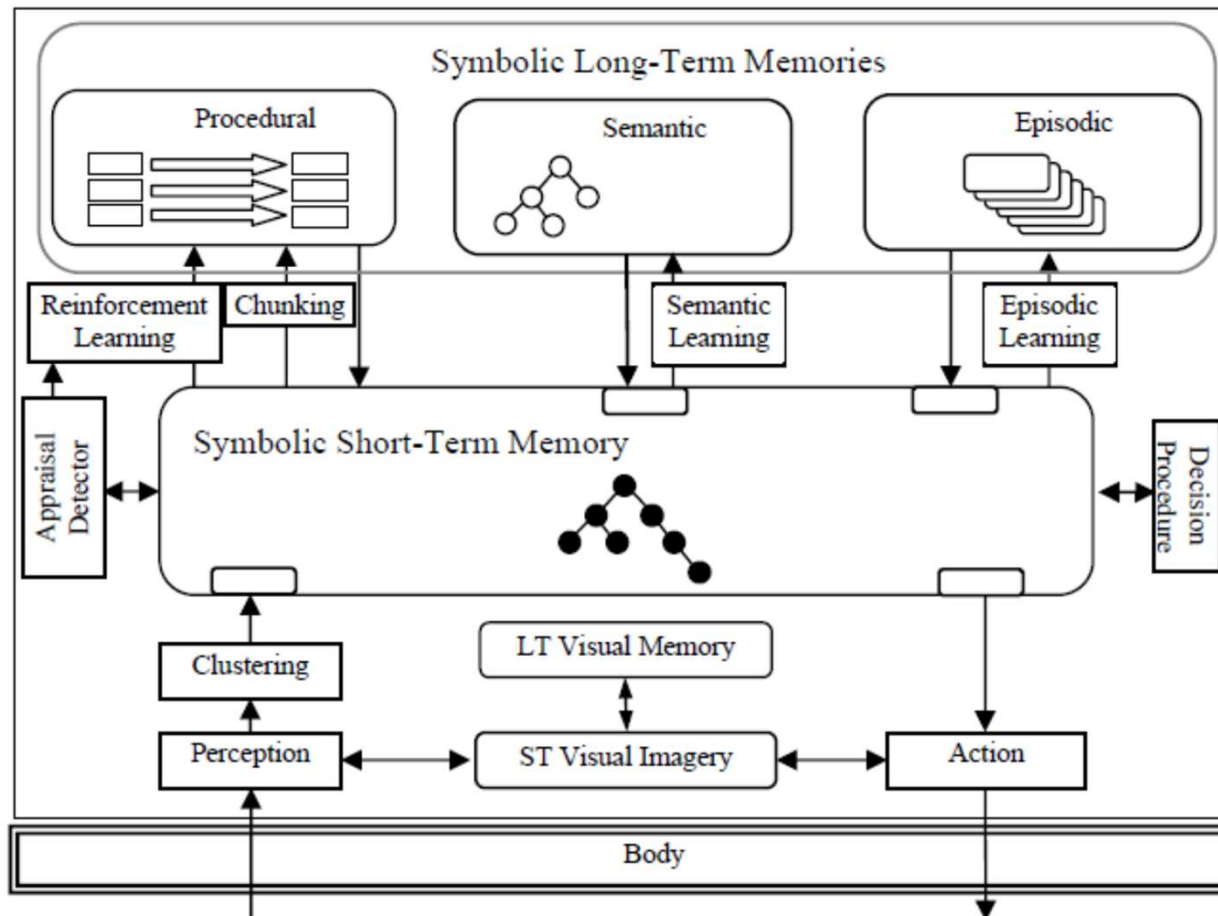 Symbolic Long-Term Memories
Procedural
Semantic
Episodic
Reinforcement
Learning
Chunking
Semantic
Learning
Episodic
Learning
Symbolic Short-Term Memory
Appraisal
Detector
Decision
Procedure
Clustering
LT Visual Memory
Perception
ST Visual Imagery
Action
Body